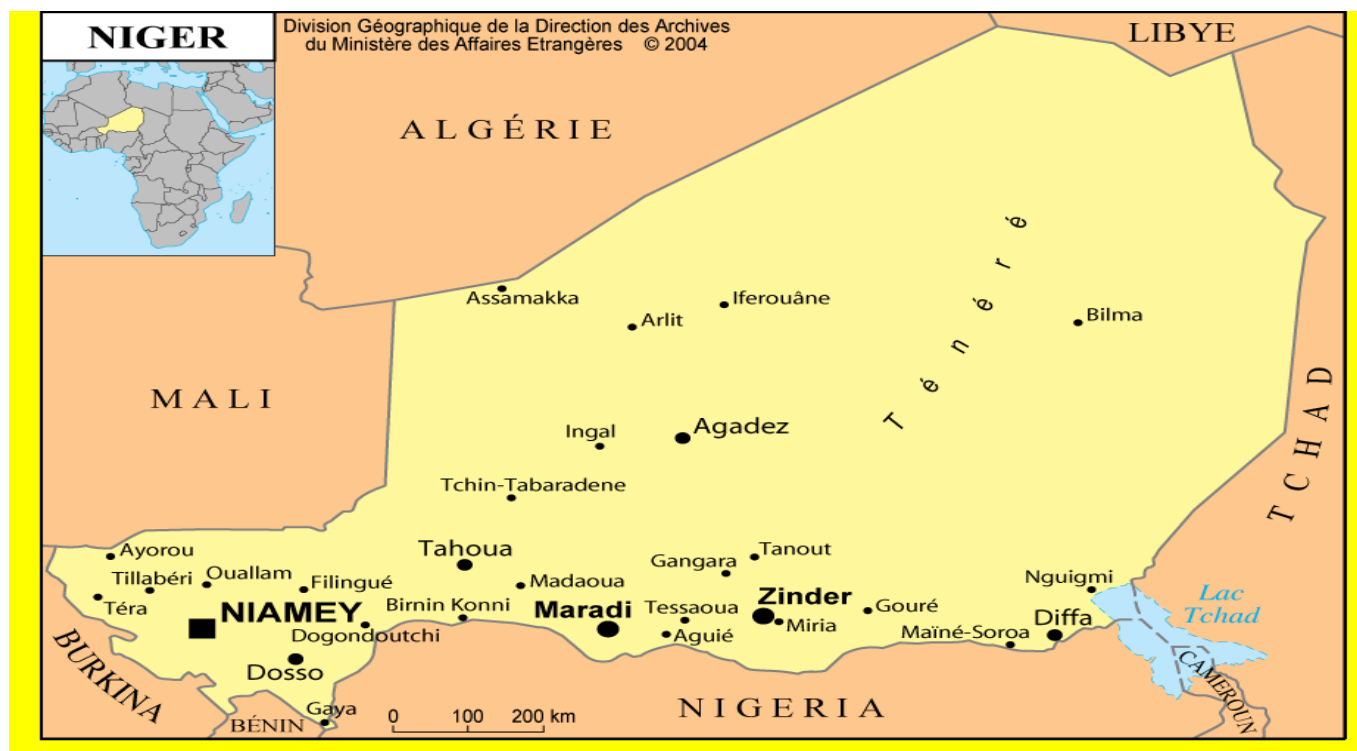 NIGER
Division Géographique de la Direction des Archives
du Ministère des Affaires Etrangères © 2004
LIBYE
ALGÉRIE
Ténéré
Assamakka
Iferouâne
Arlit
Bilma
MALI
TCHAD
Ingal
Agadez
Tchin-Tabaradene
Ayorou
Tahoua
Tanout
Gangara
Tillabéri
Ouallam
Filingué
Madaoua
Nguigmi
Téra
NIAMEY
Birnin Konni
Maradi
Tessaoua
Zinder
Gouré
Diffa
Lac
Tchad
Dogondoutchi
Aguié
Miria
Maïné-Soroa
Dosso
BURKINA
CAMEROUN
Gaya
BÉNIN
0 100 200 km
NIGERIA